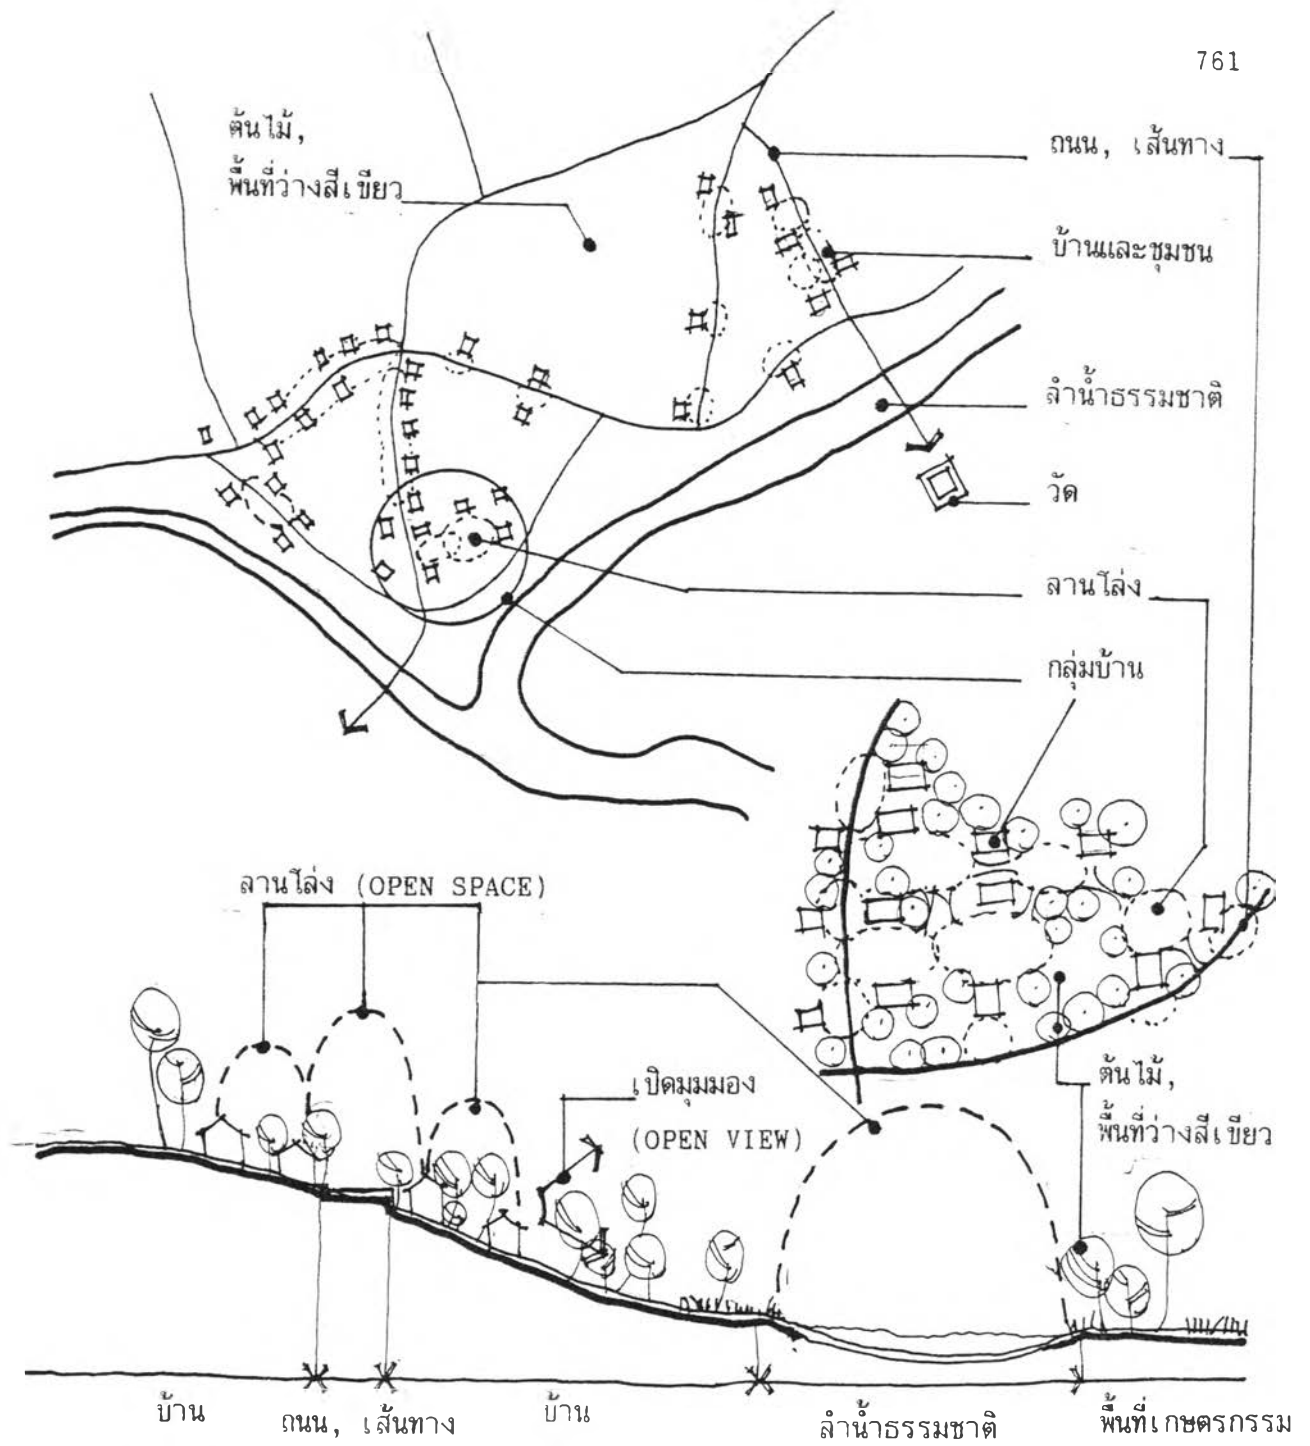 761
ต้นไม้,
พื้นที่ว่างสีเขียว
ถนน, เส้นทาง
บ้านและชุมชน
ลำน้ำธรรมชาติ
วัด
ลานโล่ง
กลุ่มบ้าน
ลานโล่ง (OPEN SPACE)
เปิดมุมมอง
(OPEN VIEW)
ต้นไม้,
พื้นที่ว่างสีเขียว
บ้าน
ถนน, เส้นทาง
บ้าน
ลำน้ำธรรมชาติ
พื้นที่เกษตรกรรม